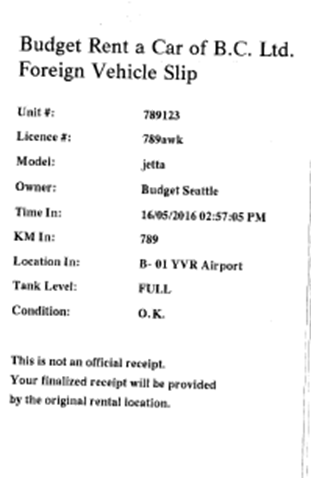 Budget Rent a Car of B.C. Ltd.
Foreign Vehicle Slip
Unit #: 789123
Licence #: 789awk
Model: jetta
Owner: Budget Seattle
Time In: 16/05/2016 02:57:05 PM
KM In: 789
Location In: B- 01 YVR Airport
Tank Level: FULL
Condition: O.K.
This is not an official receipt.
Your finalized receipt will be provided
by the original rental location.